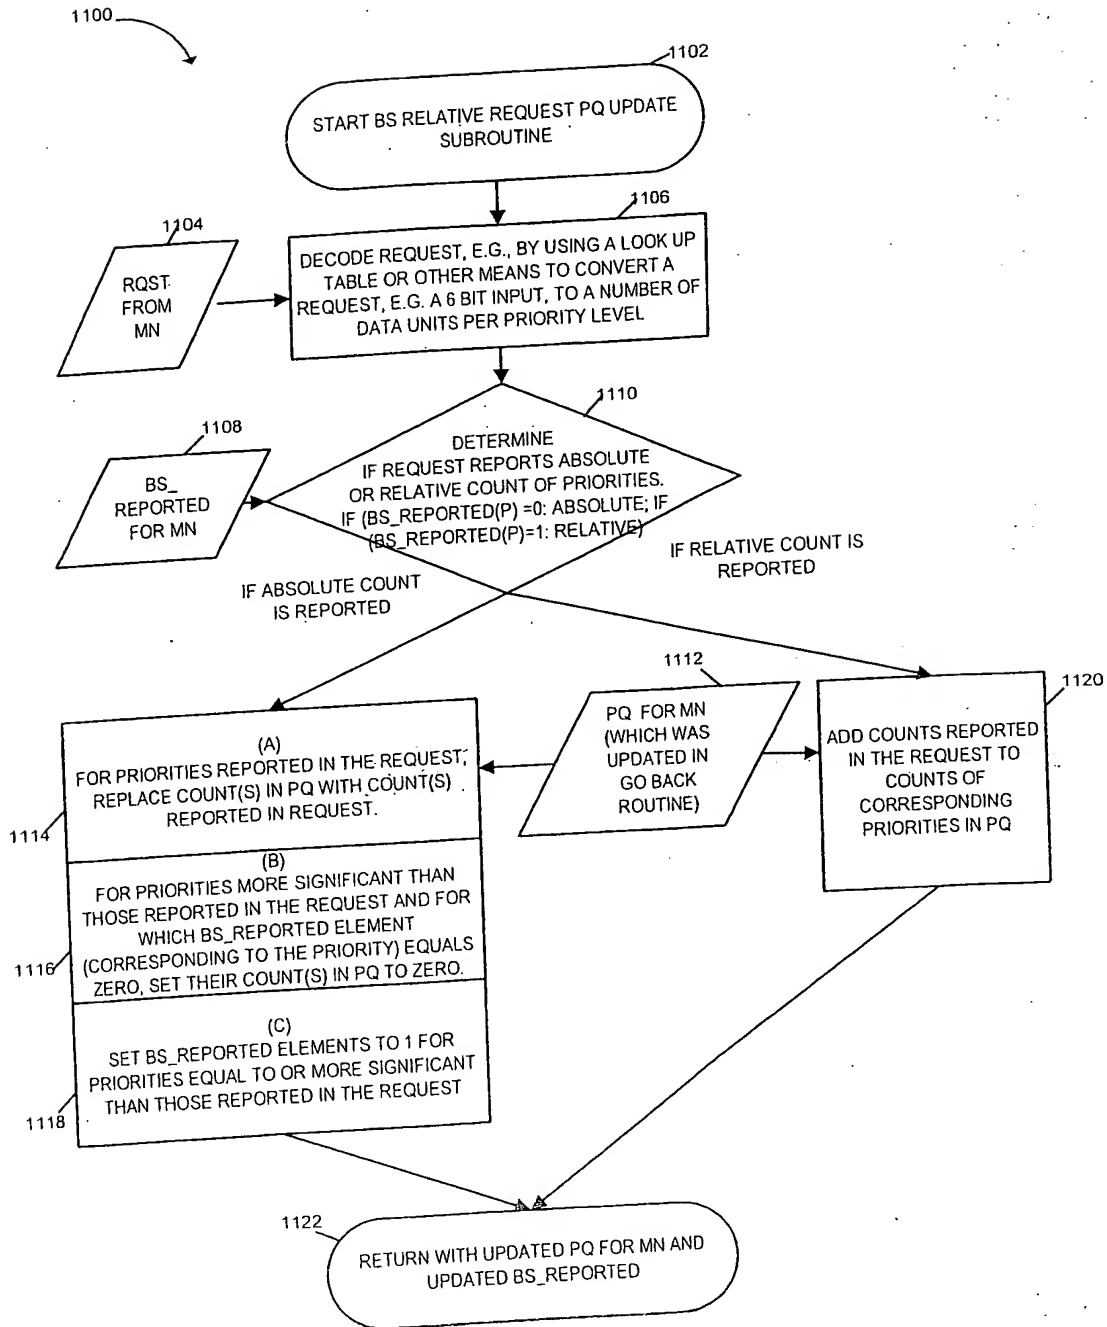 1100
1102
START BS RELATIVE REQUEST PQ UPDATE
SUBROUTINE
1104
RQST
FROM
MN
1106
DECODE REQUEST, E.G., BY USING A LOOK UP
TABLE OR OTHER MEANS TO CONVERT A
REQUEST, E.G. A 6 BIT INPUT, TO A NUMBER OF
DATA UNITS PER PRIORITY LEVEL
1108
BS_
REPORTED
FOR MN
1110
DETERMINE
IF REQUEST REPORTS ABSOLUTE
OR RELATIVE COUNT OF PRIORITIES.
IF (BS_REPORTED(P) =0: ABSOLUTE; IF
(BS_REPORTED(P)=1: RELATIVE)
IF ABSOLUTE COUNT
IS REPORTED
IF RELATIVE COUNT IS
REPORTED
1112
PQ FOR MN
(WHICH WAS
UPDATED IN
GO BACK
ROUTINE)
1120
ADD COUNTS REPORTED
IN THE REQUEST TO
COUNTS OF
CORRESPONDING
PRIORITIES IN PQ
(A)
FOR PRIORITIES REPORTED IN THE REQUEST,
REPLACE COUNT(S) IN PQ WITH COUNT(S)
REPORTED IN REQUEST.
1114
(B)
FOR PRIORITIES MORE SIGNIFICANT THAN
THOSE REPORTED IN THE REQUEST AND FOR
WHICH BS_REPORTED ELEMENT
(CORRESPONDING TO THE PRIORITY) EQUALS
ZERO, SET THEIR COUNT(S) IN PQ TO ZERO.
1116
(C)
SET BS_REPORTED ELEMENTS TO 1 FOR
PRIORITIES EQUAL TO OR MORE SIGNIFICANT
THAN THOSE REPORTED IN THE REQUEST
1118
1122
RETURN WITH UPDATED PQ FOR MN AND
UPDATED BS_REPORTED